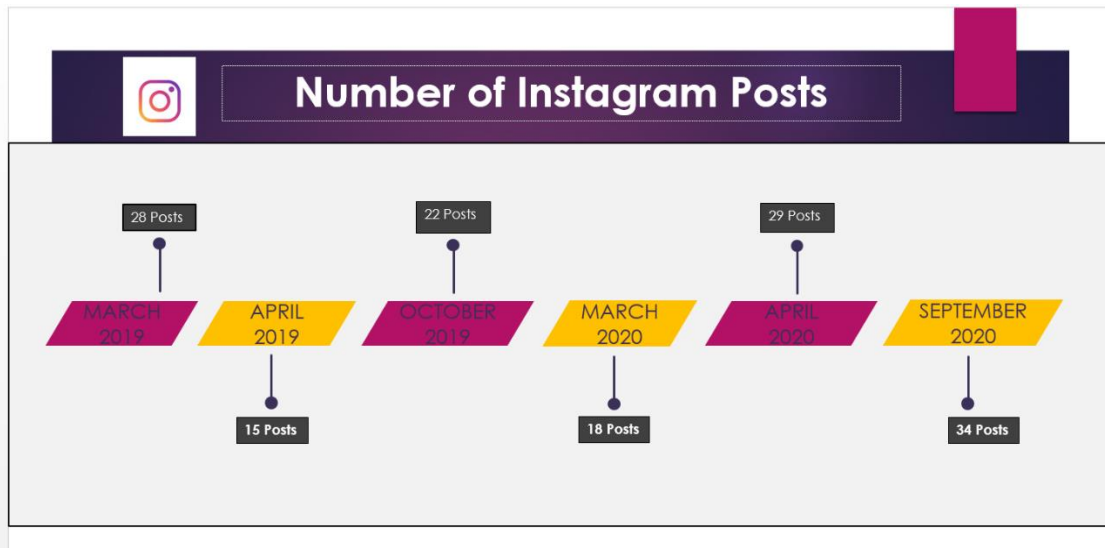 Number of Instagram Posts
28 Posts
22 Posts
29 Posts
MARCH
2019
APRIL
2019
OCTOBER
2019
MARCH
2020
APRIL
2020
SEPTEMBER
2020
15 Posts
18 Posts
34 Posts